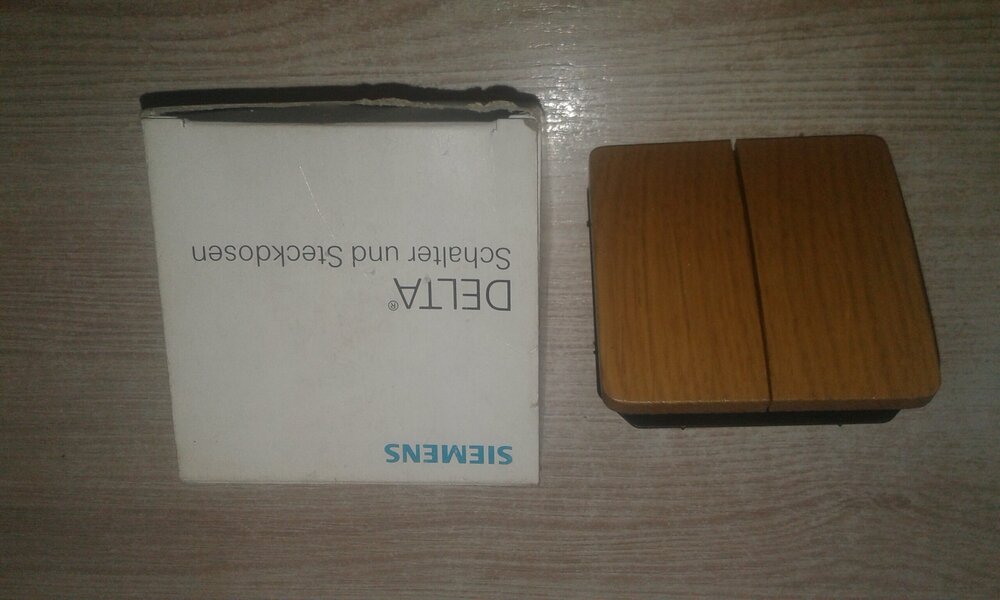 SIEMENS
DELTA®
Schalter und Steckdosen